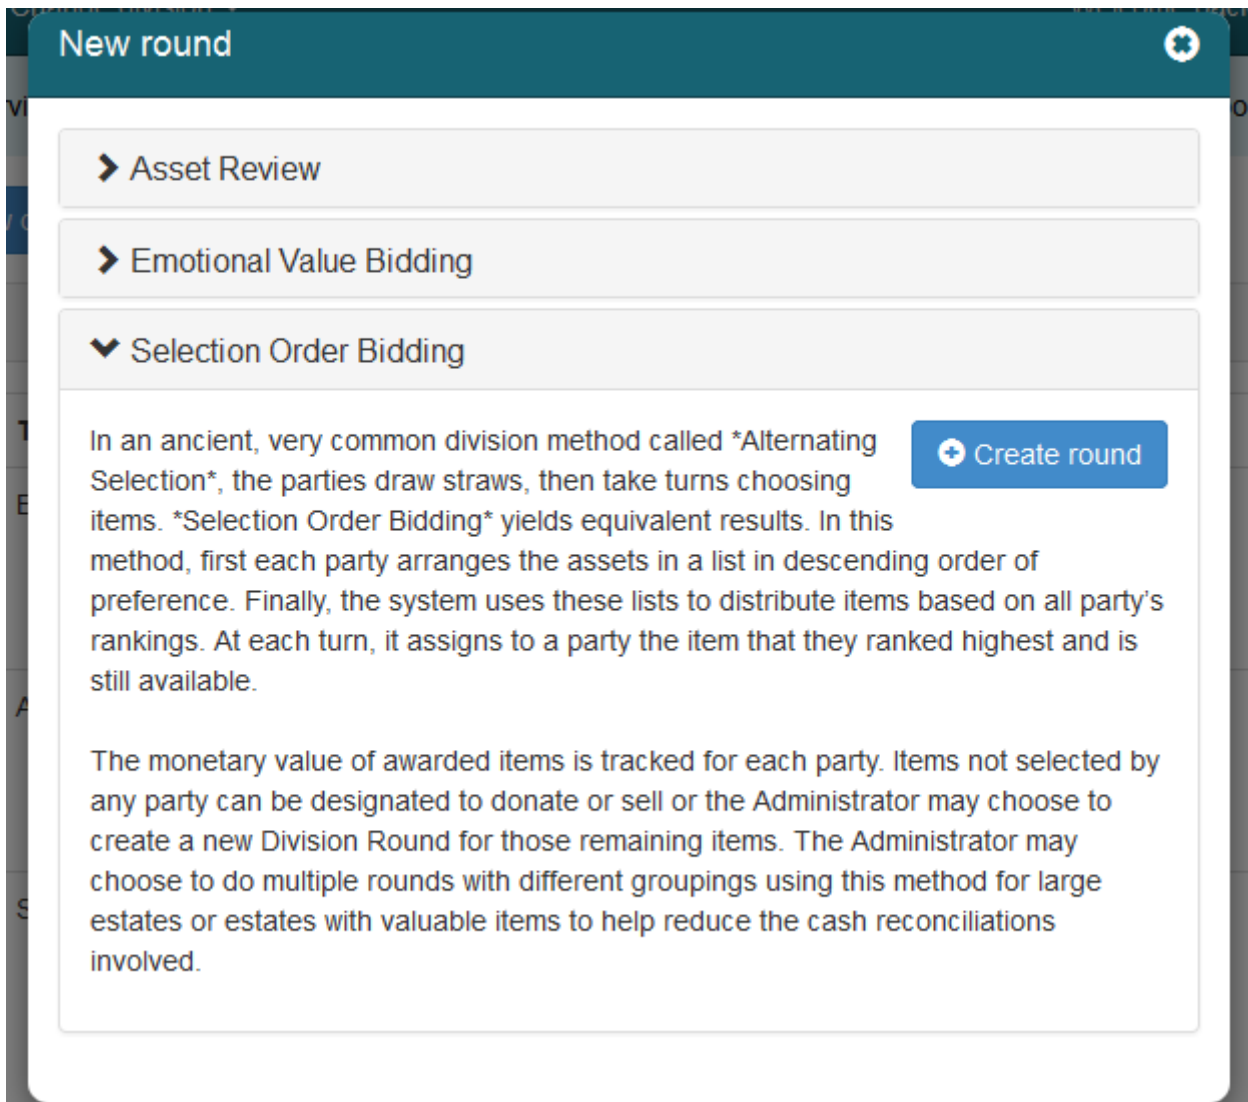 New round
Asset Review
Emotional Value Bidding
Selection Order Bidding
In an ancient, very common division method called *Alternating
Selection*, the parties draw straws, then take turns choosing
items. *Selection Order Bidding* yields equivalent results. In this
method, first each party arranges the assets in a list in descending order of
preference. Finally, the system uses these lists to distribute items based on all party’s
rankings. At each turn, it assigns to a party the item that they ranked highest and is
still available.
Create round
The monetary value of awarded items is tracked for each party. Items not selected by
any party can be designated to donate or sell or the Administrator may choose to
create a new Division Round for those remaining items. The Administrator may
choose to do multiple rounds with different groupings using this method for large
estates or estates with valuable items to help reduce the cash reconciliations
involved.